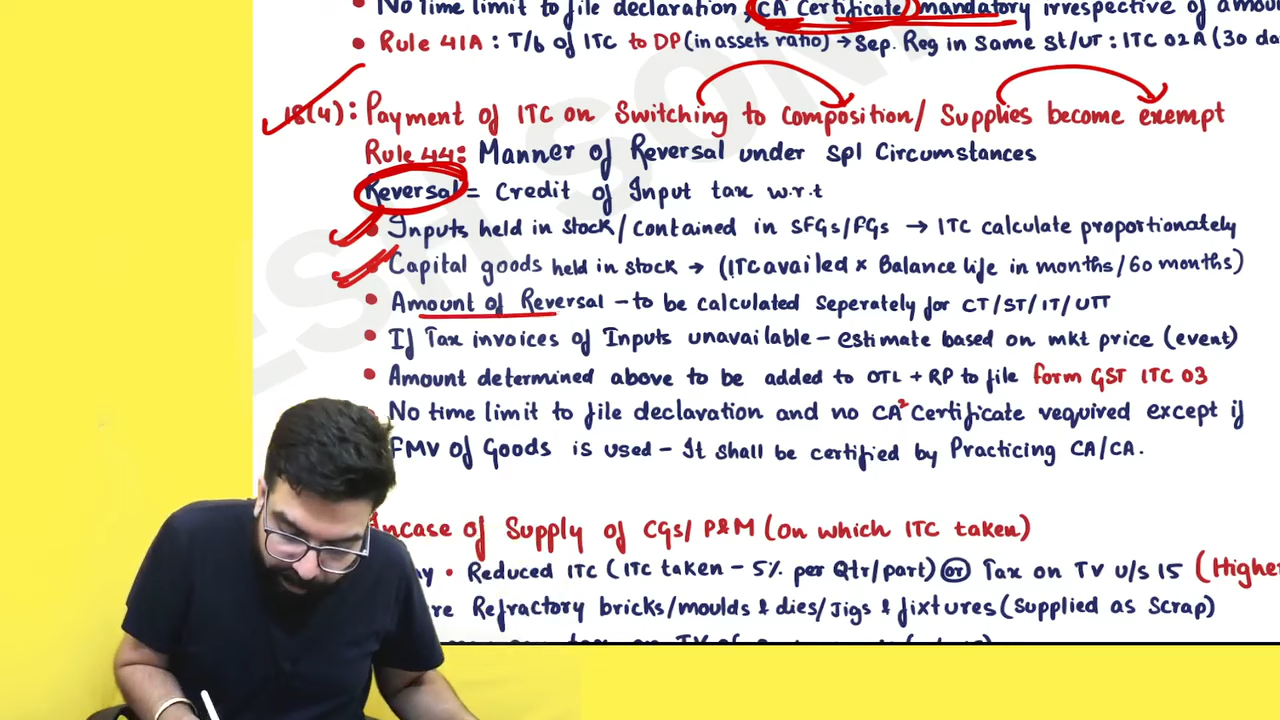 No Time limit to file declaration, CA Certificate mandatory irrespective of
• Rule 41A : T/b of ITC to DP (in assets ratio) → Sep. Reg in Same St/UT : ITC 02A (30
18(4): Payment of ITC on Switching to Composition/ Supplies become exempt
Rule 44: Manner of Reversal under Spl Circumstances
Reversal = Credit of Input tax w.r.t
• Inputs held in stock/contained in SFGs/FGs → ITC calculate proportionately
• Capital goods held in stock → (ITC availed x Balance life in months/60 months)
• Amount of Reversal - to be calculated Seperately for CT/ST/IT/UTT
• If Tax invoices of Inputs unavailable - estimate based on mkt price (event)
• Amount determined above to be added to OTL + RP to file form GST ITC 03
No time limit to file declaration and no CA² Certificate required except if
FMV of Goods is used - It shall be certified by Practicing CA/CA.
Incase of Supply of CGs/ P&M (on which ITC taken)
• Reduced ITC (ITC taken - 5% per Qtr/part) or Tax on TV u/s 15
Refractory bricks/moulds & dies/Jigs & fixtures (Supplied as Scrap)